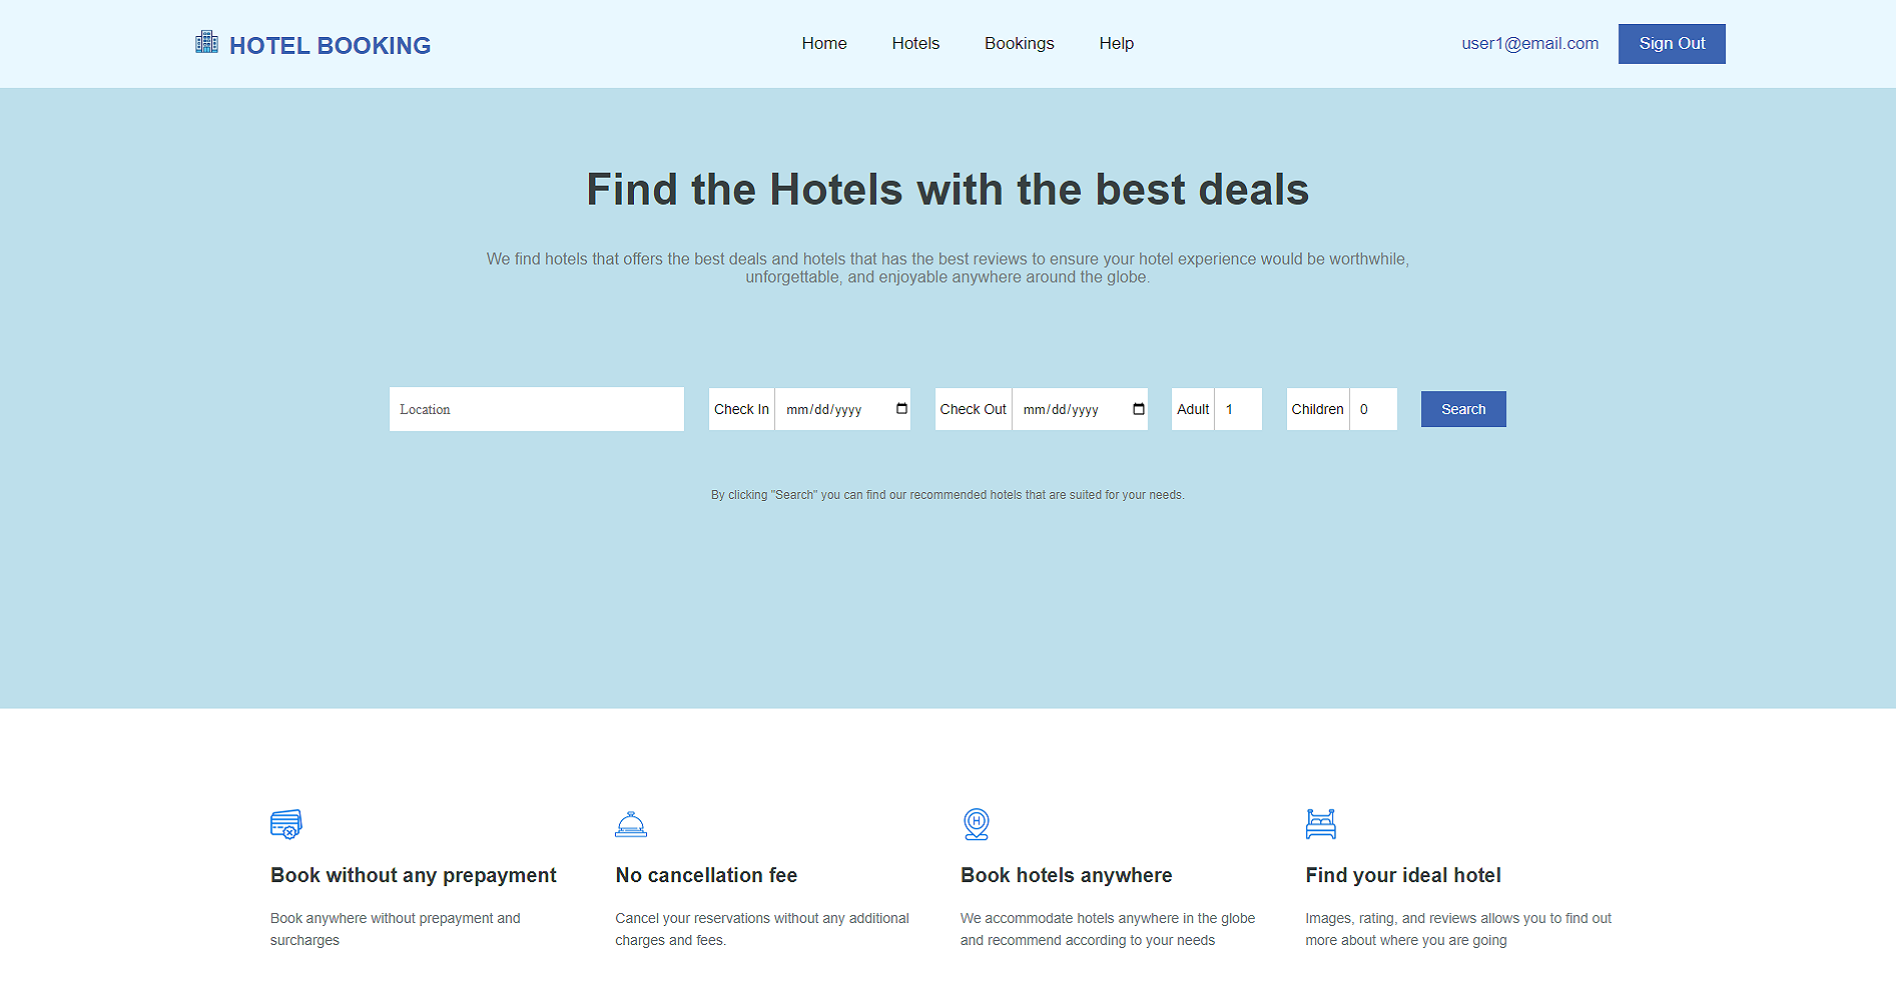 HOTEL BOOKING
Home Hotels Bookings Help
user1@email.com Sign Out
Find the Hotels with the best deals
We find hotels that offers the best deals and hotels that has the best reviews to ensure your hotel experience would be worthwhile,
unforgettable, and enjoyable anywhere around the globe.
Location Check In mm/dd/yyyy Check Out mm/dd/yyyy Adult 1 Children 0 Search
By clicking "Search" you can find our recommended hotels that are suited for your needs.
H
Book without any prepayment
Book anywhere without prepayment and
surcharges
No cancellation fee
Cancel your reservations without any additional
charges and fees.
Book hotels anywhere
We accommodate hotels anywhere in the globe
and recommend according to your needs
Find your ideal hotel
Images, rating, and reviews allows you to find out
more about where you are going